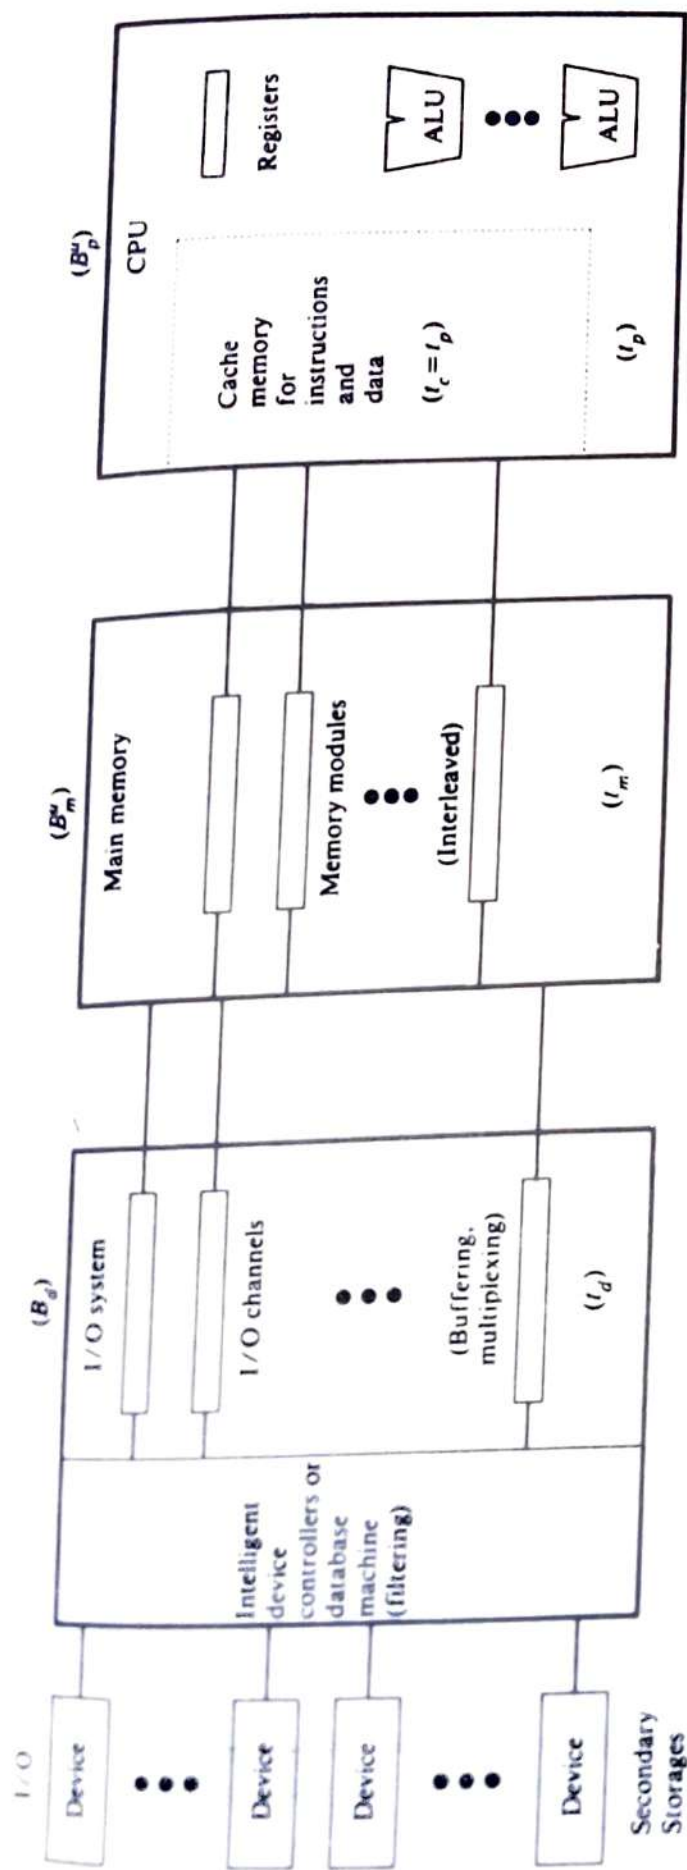 I/O
Device
Device
Device
Device
Secondary
Storages
(B_d)
I/O system
I/O channels
(Buffering,
multiplexing)
(t_d)
Intelligent
device
controllers or
database
machine
(filtering)
(B^u_m)
Main memory
Memory modules
(Interleaved)
(t_m)
(B^u_p)
CPU
Cache
memory
for
instructions
and
data
(t_c = t_p)
(t_p)
Registers
ALU
ALU